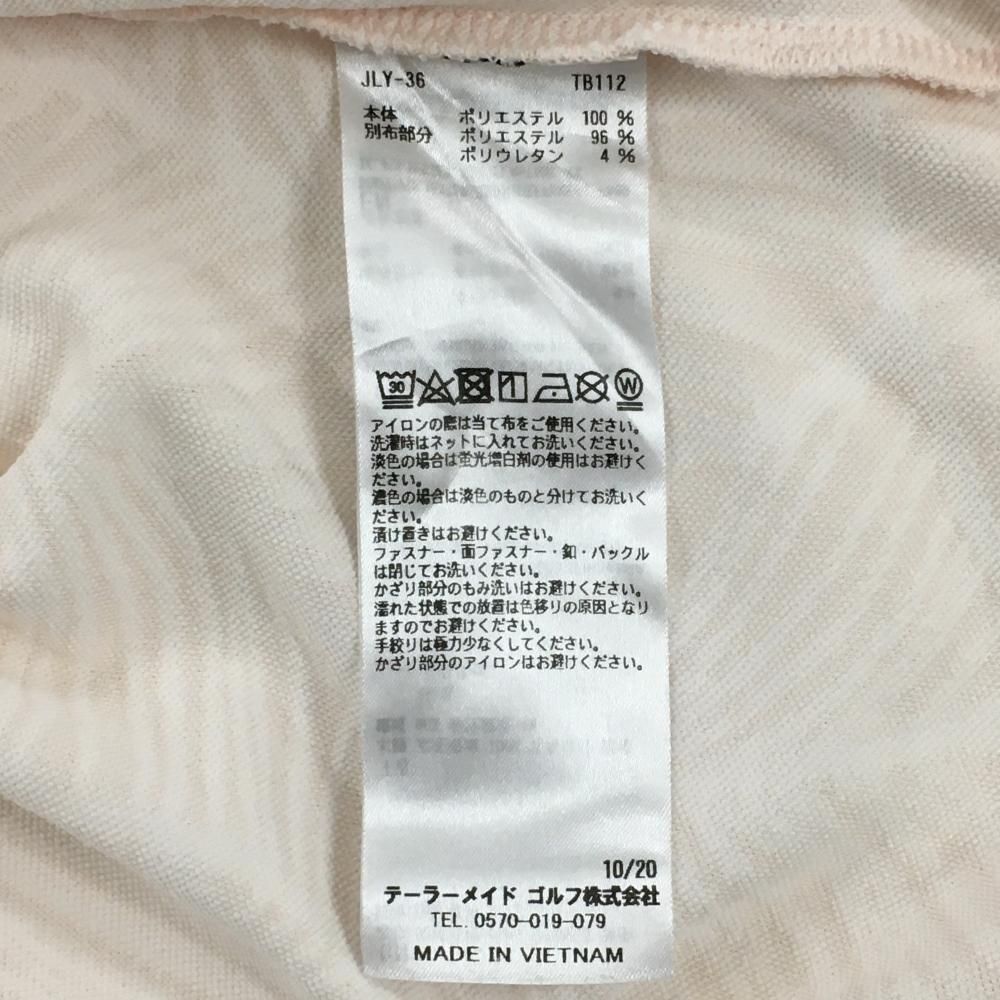 JLY-36 TB112
本体 ポリエステル 100 %
別布部分 ポリエステル 96 %
ポリウレタン 4 %
30 1 W
アイロンの際は当て布をご使用ください。
洗濯時はネットに入れてお洗いください。
淡色の場合は蛍光増白剤の使用はお避けく
ださい。
濃色の場合は淡色のものと分けてお洗いく
ださい。
漬け置きはお避けください。
ファスナー・面ファスナー・釦・バックル
は閉じてお洗いください。
かざり部分のもみ洗いはお避けください。
濡れた状態での放置は色移りの原因となり
ますのでお避けください。
手絞りは極力少なくしてください。
かざり部分のアイロンはお避けください。
10/20
テーラーメイド ゴルフ株式会社
TEL. 0570-019-079
MADE IN VIETNAM